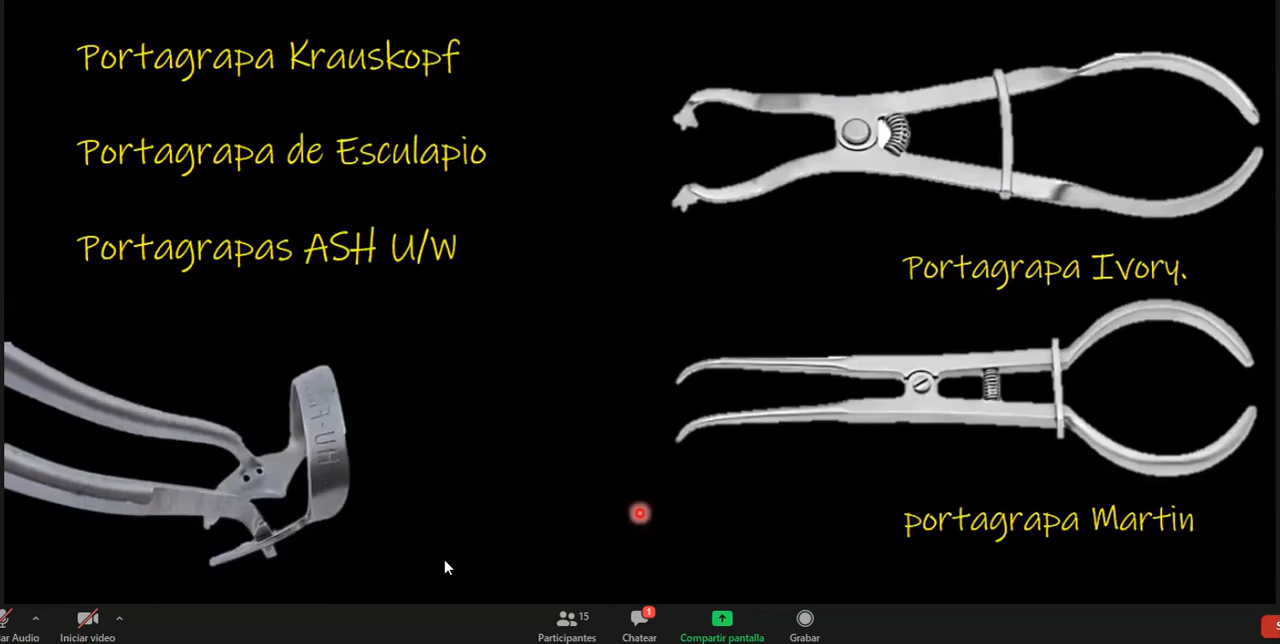 Portagrapa Krauskopf
Portagrapa de Esculapio
Portagrapas ASH U/W
Portagrapa Ivory.
portagrapa Martin
Audio
Iniciar video
15
Participantes
1
Chatear
Compartir pantalla
Grabar